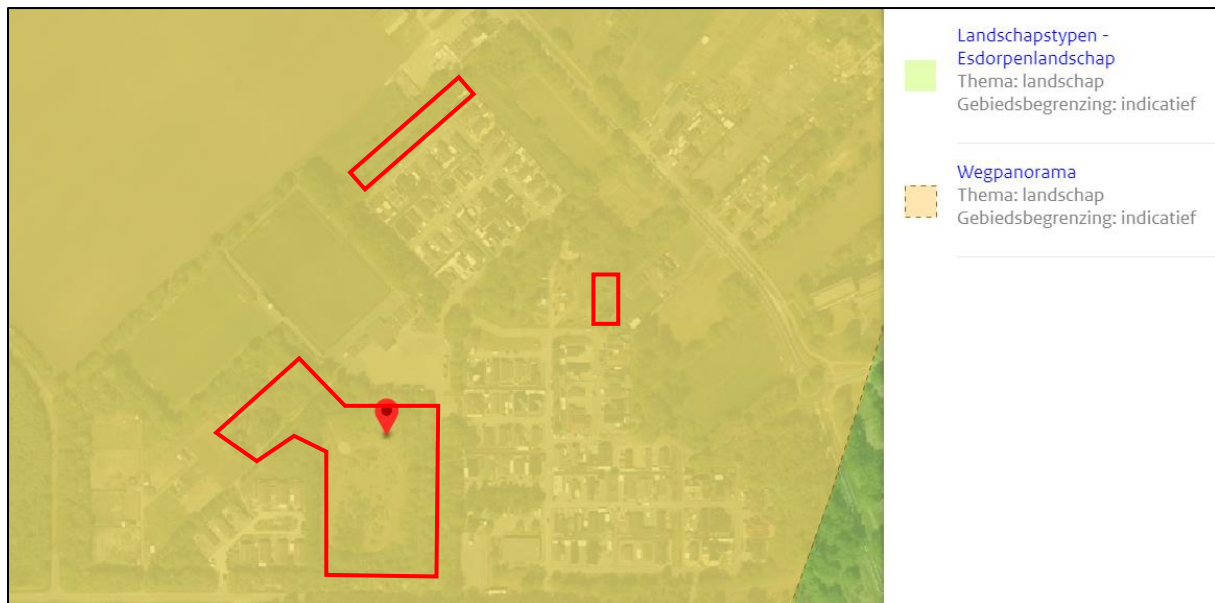 Landschapstypen -
Esdorpenlandschap
Thema: landschap
Gebiedsbegrenzing: indicatief
Wegpanorama
Thema: landschap
Gebiedsbegrenzing: indicatief